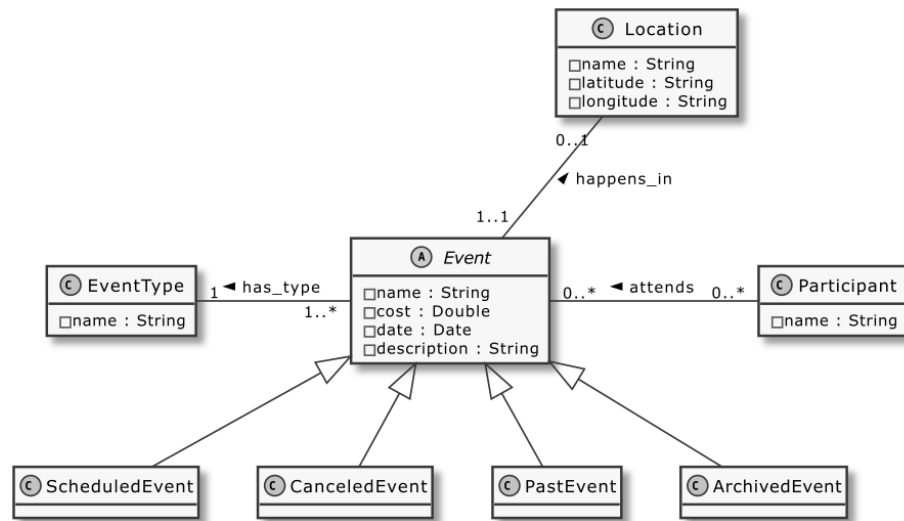 C Location
name : String
latitude : String
longitude : String
0..1
happens_in
1..1
C EventType
name : String
1
has_type
1..*
A Event
name : String
cost : Double
date : Date
description : String
0..*
attends
0..*
C Participant
name : String
C ScheduledEvent
C CanceledEvent
C PastEvent
C ArchivedEvent